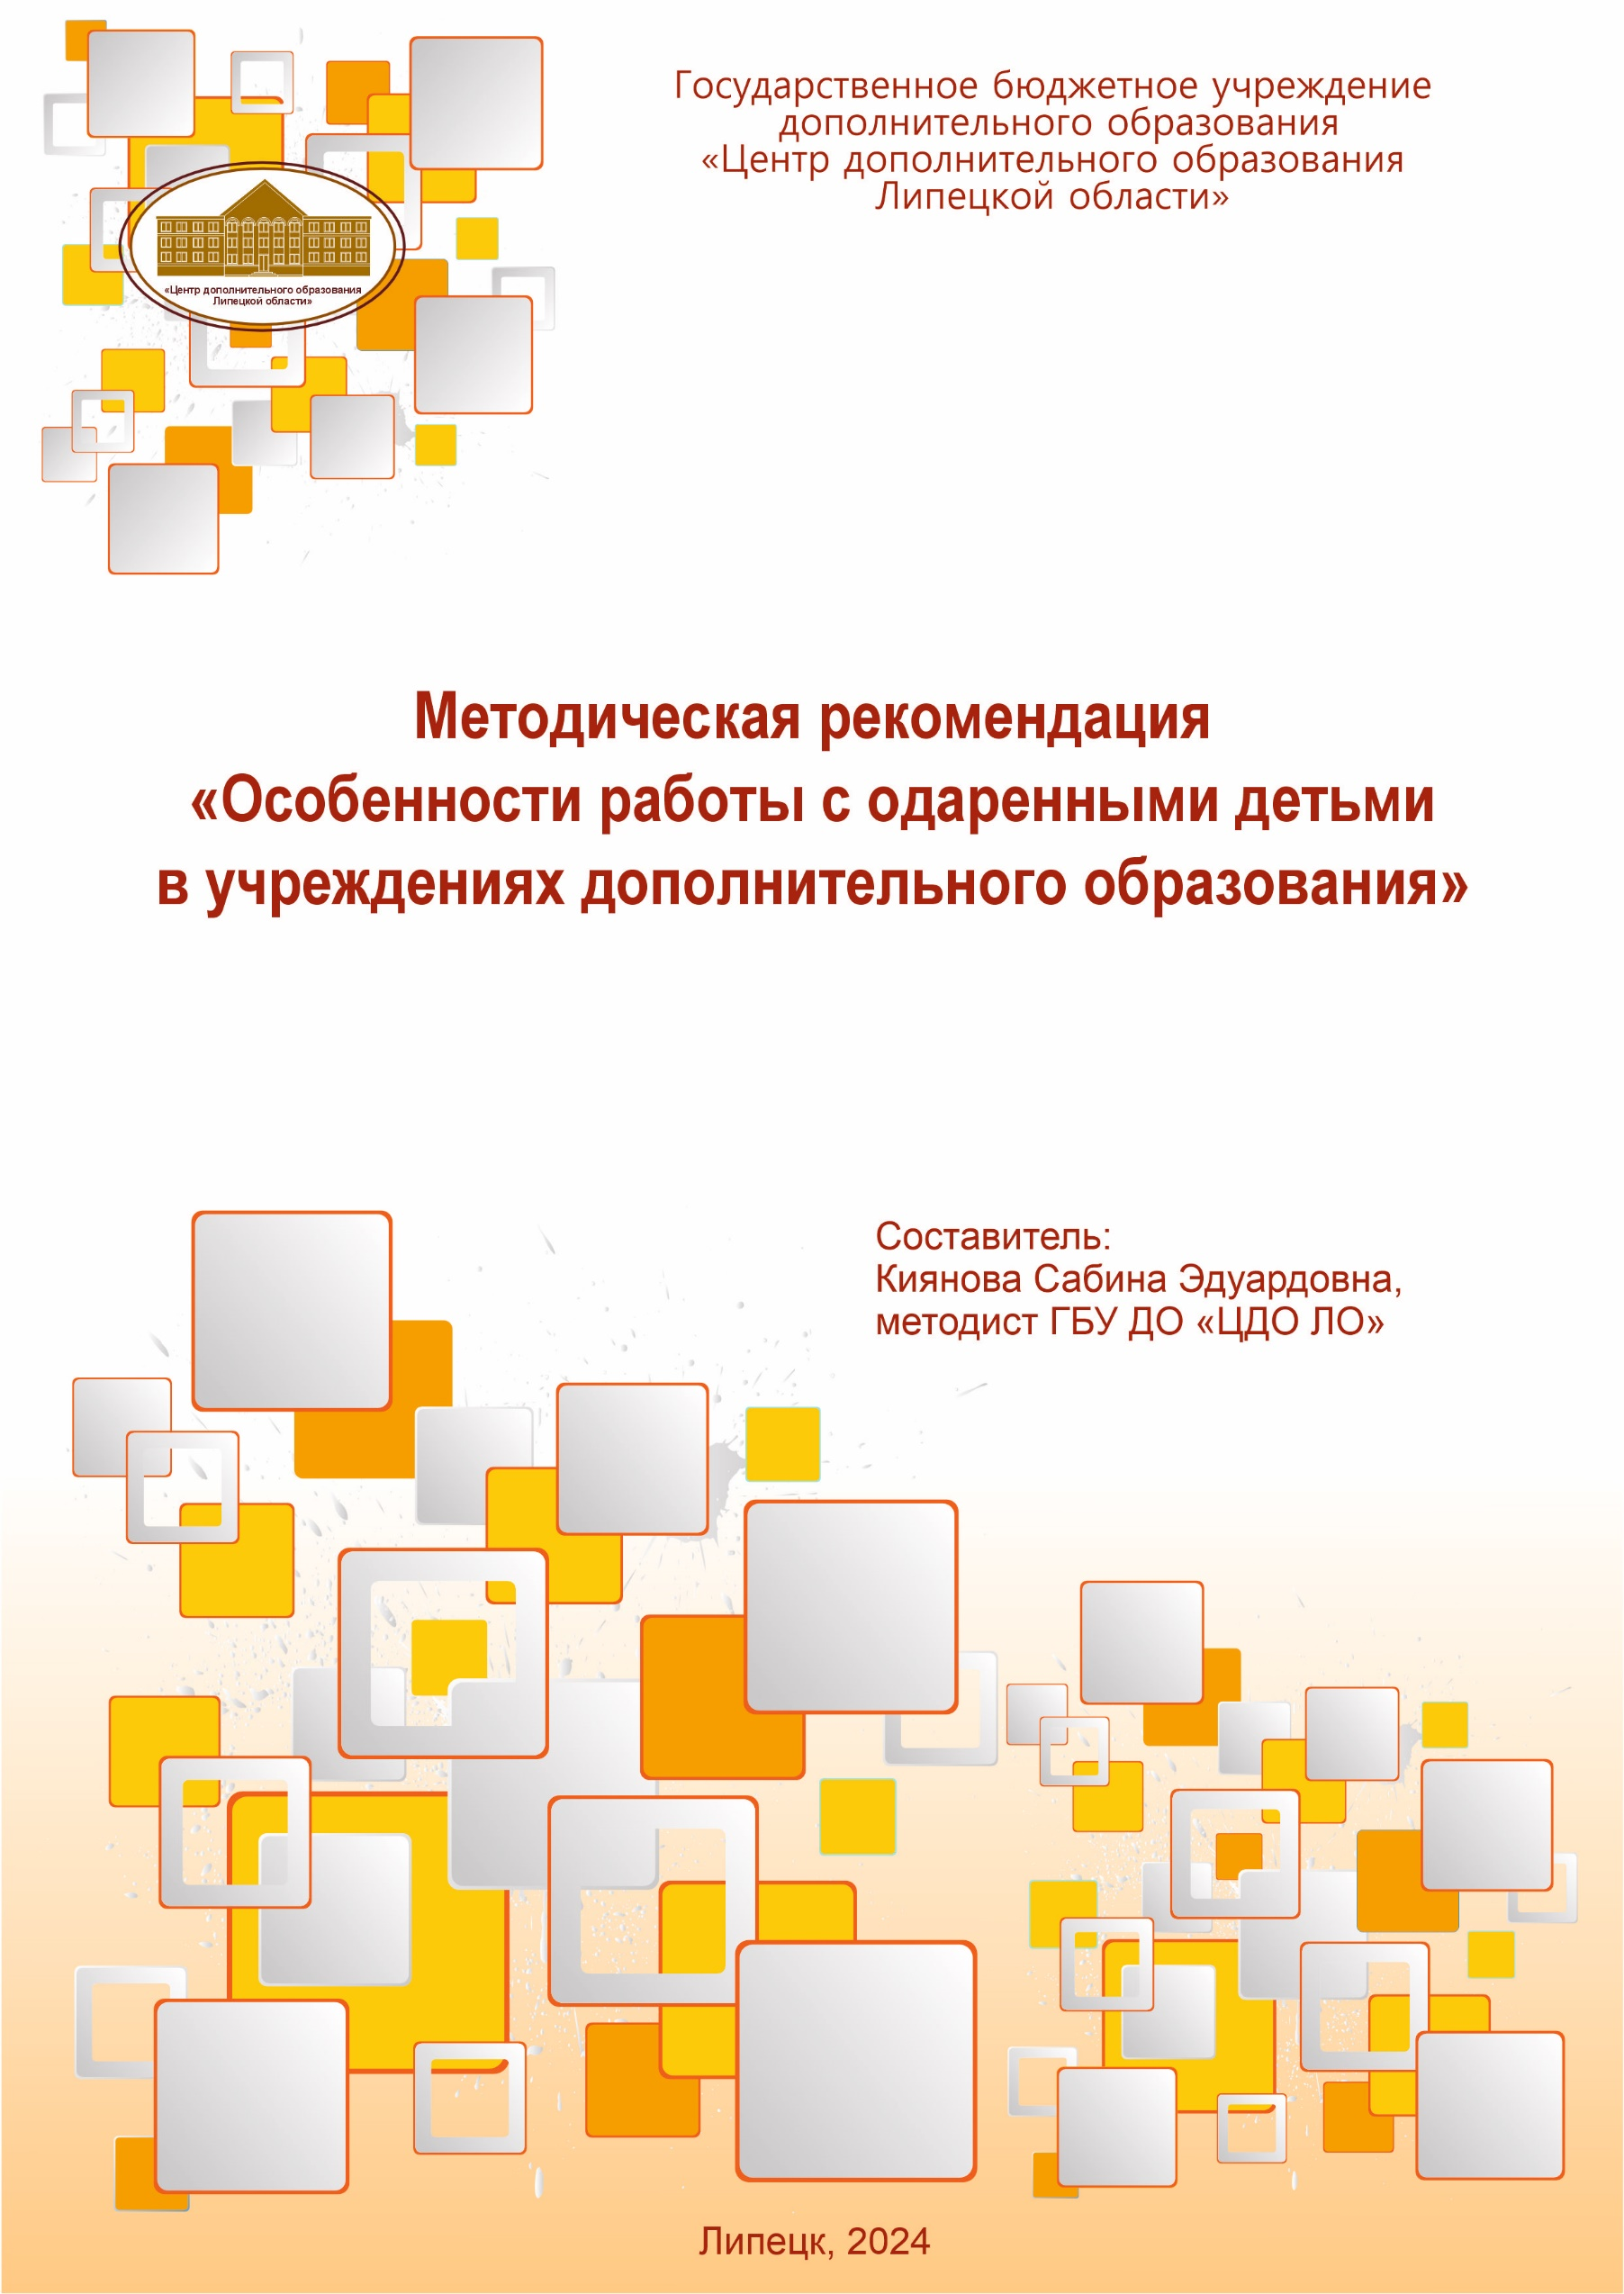 Государственное бюджетное учреждение
дополнительного образования
«Центр дополнительного образования
Липецкой области»
«Центр дополнительного образования
Липецкой области»
Методическая рекомендация
«Особенности работы с одаренными детьми
в учреждениях дополнительного образования»
Составитель:
Киянова Сабина Эдуардовна,
методист ГБУ ДО «ЦДО ЛО»
Липецк, 2024